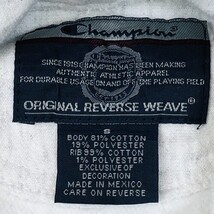 Champion
SINCE 1919 CHAMPION HAS BEEN MAKING
AUTHENTIC ATHLETIC APPAREL
FOR DURABLE USAGE ON AND OFF THE PLAYING FIELD
ORIGINAL REVERSE WEAVE
S
BODY 81% COTTON
19% POLYESTER
RIB 99% COTTON
1% POLYESTER
EXCLUSIVE OF
DECORATION
MADE IN MEXICO
CARE ON REVERSE